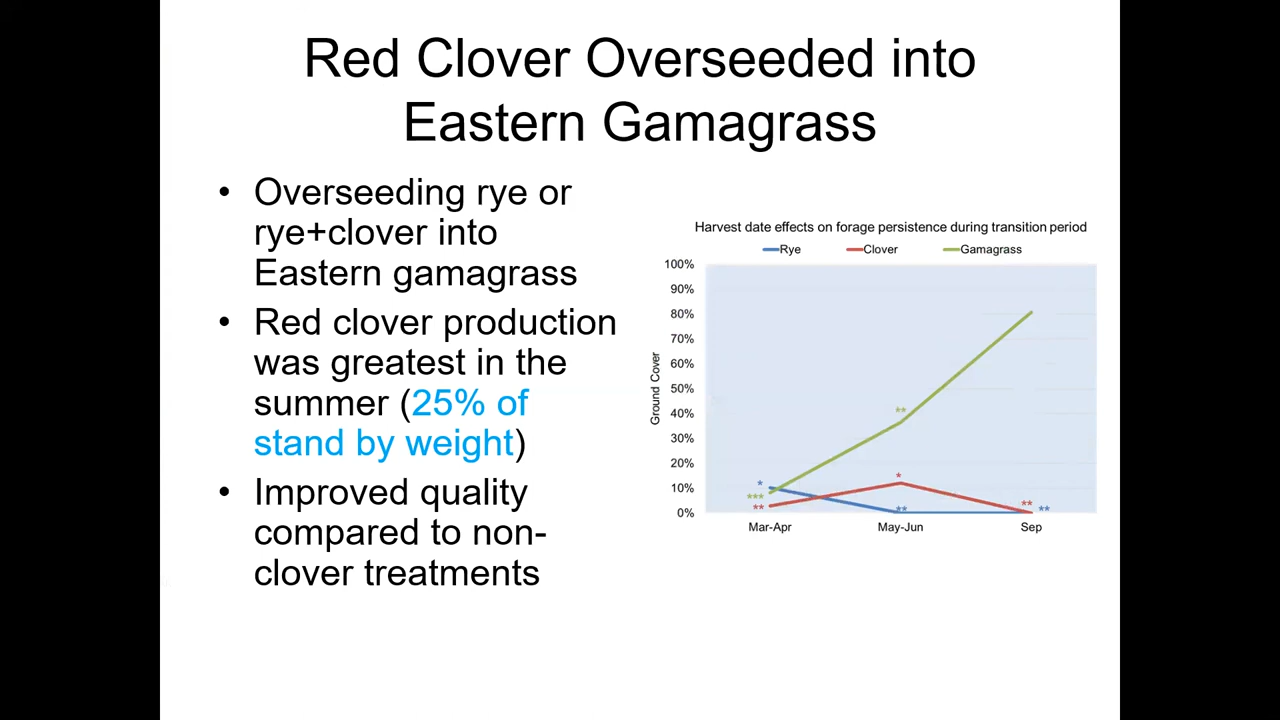 Red Clover Overseeded into
Eastern Gamagrass
• Overseeding rye or
rye+clover into
Eastern gamagrass
• Red clover production
was greatest in the
summer (25% of
stand by weight)
• Improved quality
compared to non-
clover treatments
Harvest date effects on forage persistence during transition period
Rye Clover Gamagrass
100%
90%
80%
70%
60%
50%
40%
30%
20%
10%
0%
Ground Cover
**
*
*
***
**
**
**
**
Mar-Apr May-Jun Sep